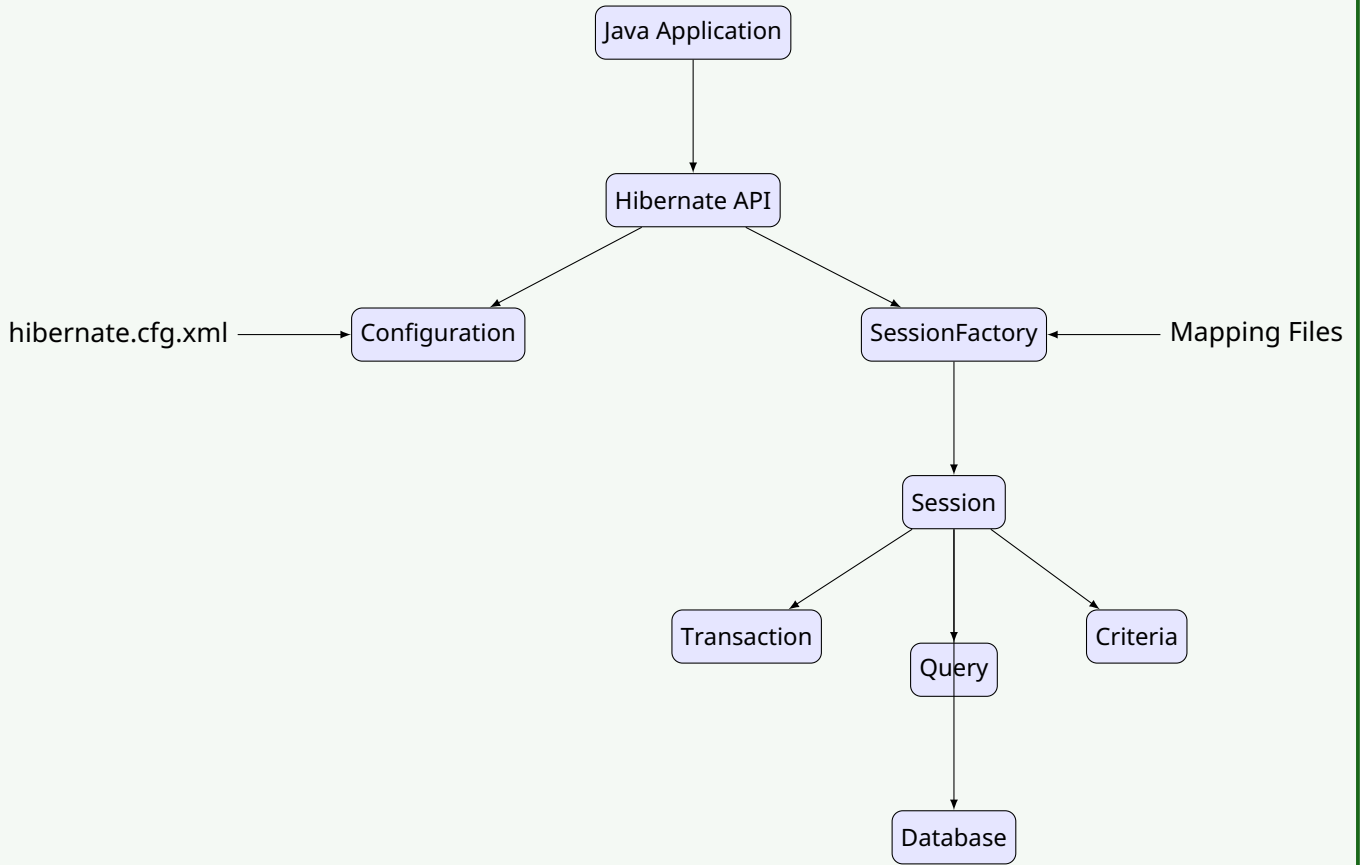 Java Application
Hibernate API
hibernate.cfg.xml
Configuration
SessionFactory
Mapping Files
Session
Transaction
Criteria
Query
Database